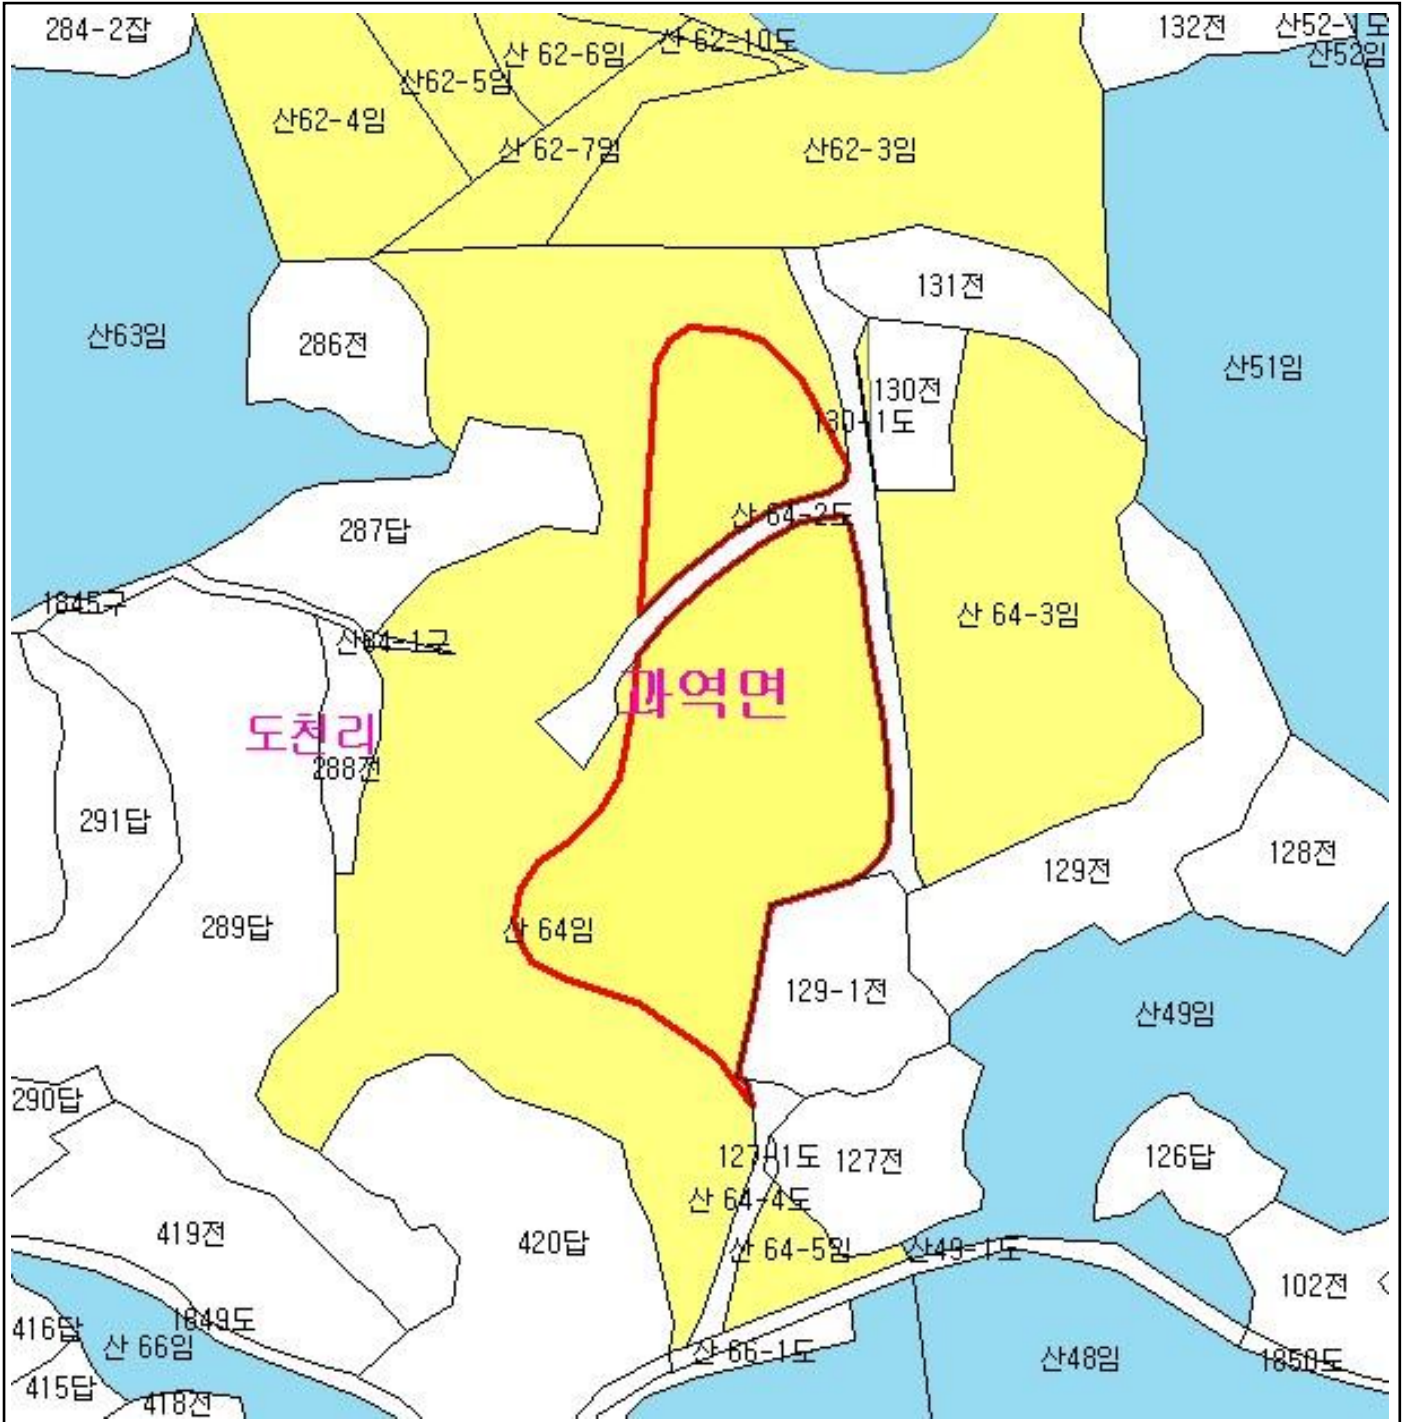 284-2잡
132전
산52-1도
산 62-10도
산 62-6임
산52임
산62-5임
산62-4임
산 62-7임
산62-3임
131전
산63임
286전
산51임
130전
130-1도
산 64-2도
287답
1845구
산 64-3임
산64-1구
과역면
도천리
288전
291답
128전
129전
289답
산 64임
129-1전
산49임
290답
127-1도
127전
126답
산 64-4도
419전
420답
산 64-5임
산49-1도
102전
1849도
416답
산 66임
산 66-1도
산48임
1850도
415답
418전